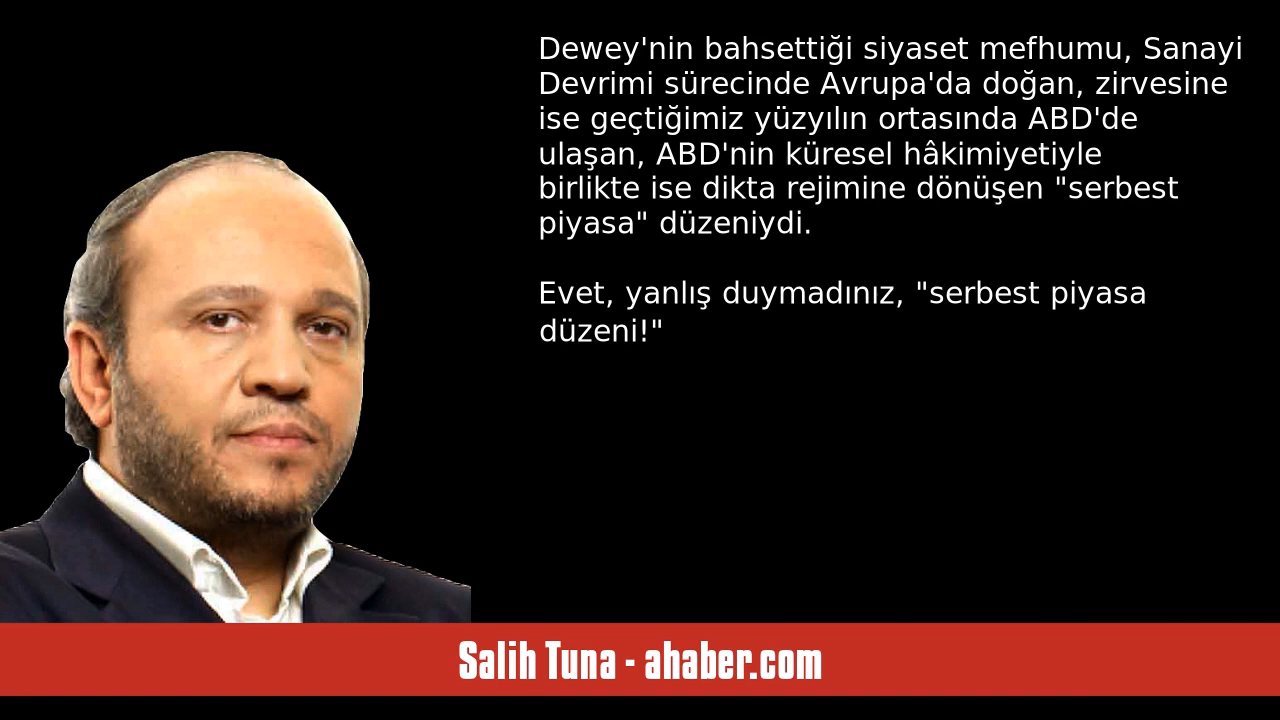 Dewey'nin bahsettiği siyaset mefhumu, Sanayi
Devrimi sürecinde Avrupa'da doğan, zirvesine
ise geçtiğimiz yüzyılın ortasında ABD'de
ulaşan, ABD'nin küresel hâkimiyetiyle
birlikte ise dikta rejimine dönüşen "serbest
piyasa" düzeniydi.
Evet, yanlış duymadınız, "serbest piyasa
düzeni!"
Salih Tuna - ahaber.com